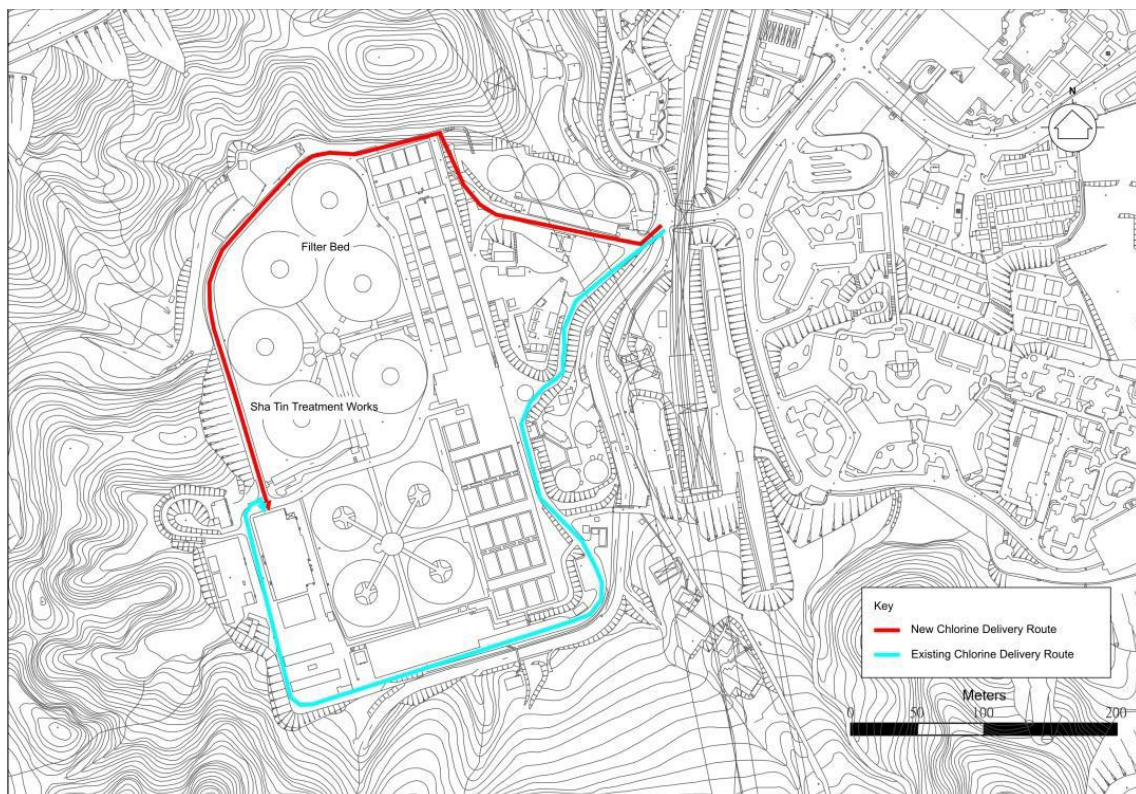 N
Filter Bed
Sha Tin Treatment Works
Key
New Chlorine Delivery Route
Existing Chlorine Delivery Route
Meters
0 50 100 200